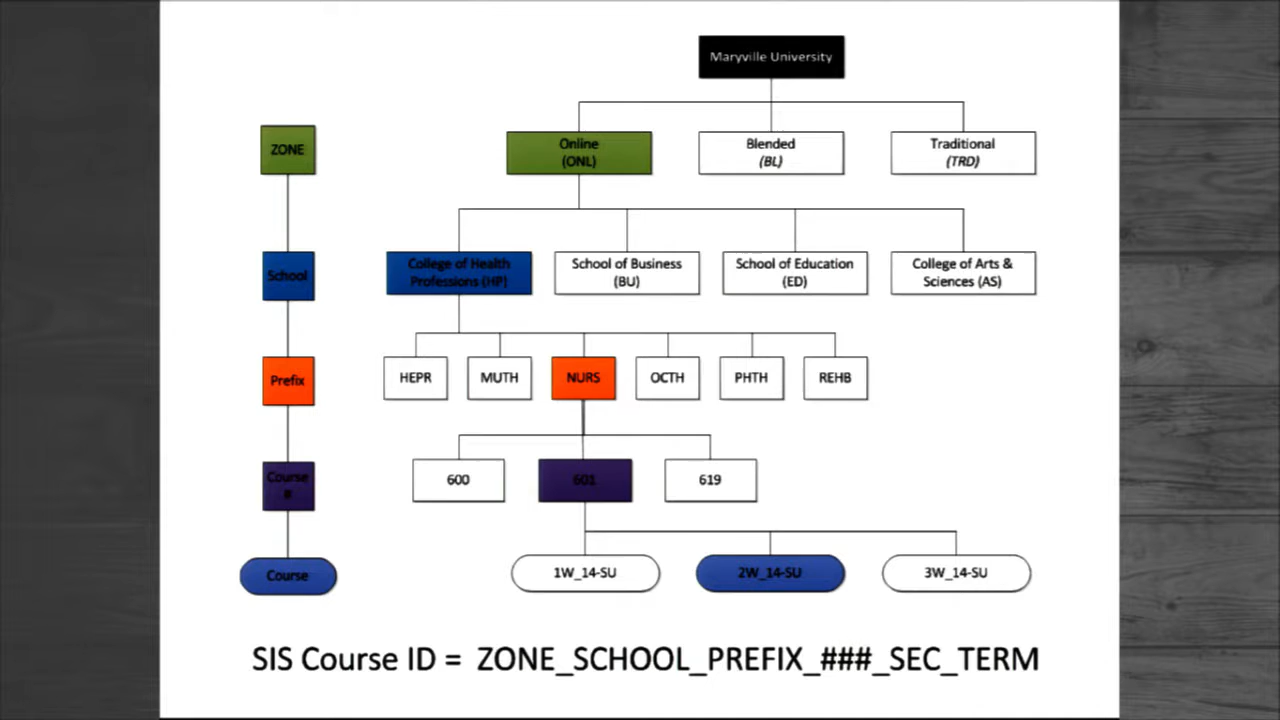 Maryville University
ZONE
Online
(ONL)
Blended
(BL)
Traditional
(TRD)
School
College of Health
Professions (HP)
School of Business
(BU)
School of Education
(ED)
College of Arts &
Sciences (AS)
Prefix
HEPR
MUTH
NURS
OCTH
PHTH
REHB
Course
#
600
601
619
Course
1W_14-SU
2W_14-SU
3W_14-SU
SIS Course ID = ZONE_SCHOOL_PREFIX_###_SEC_TERM